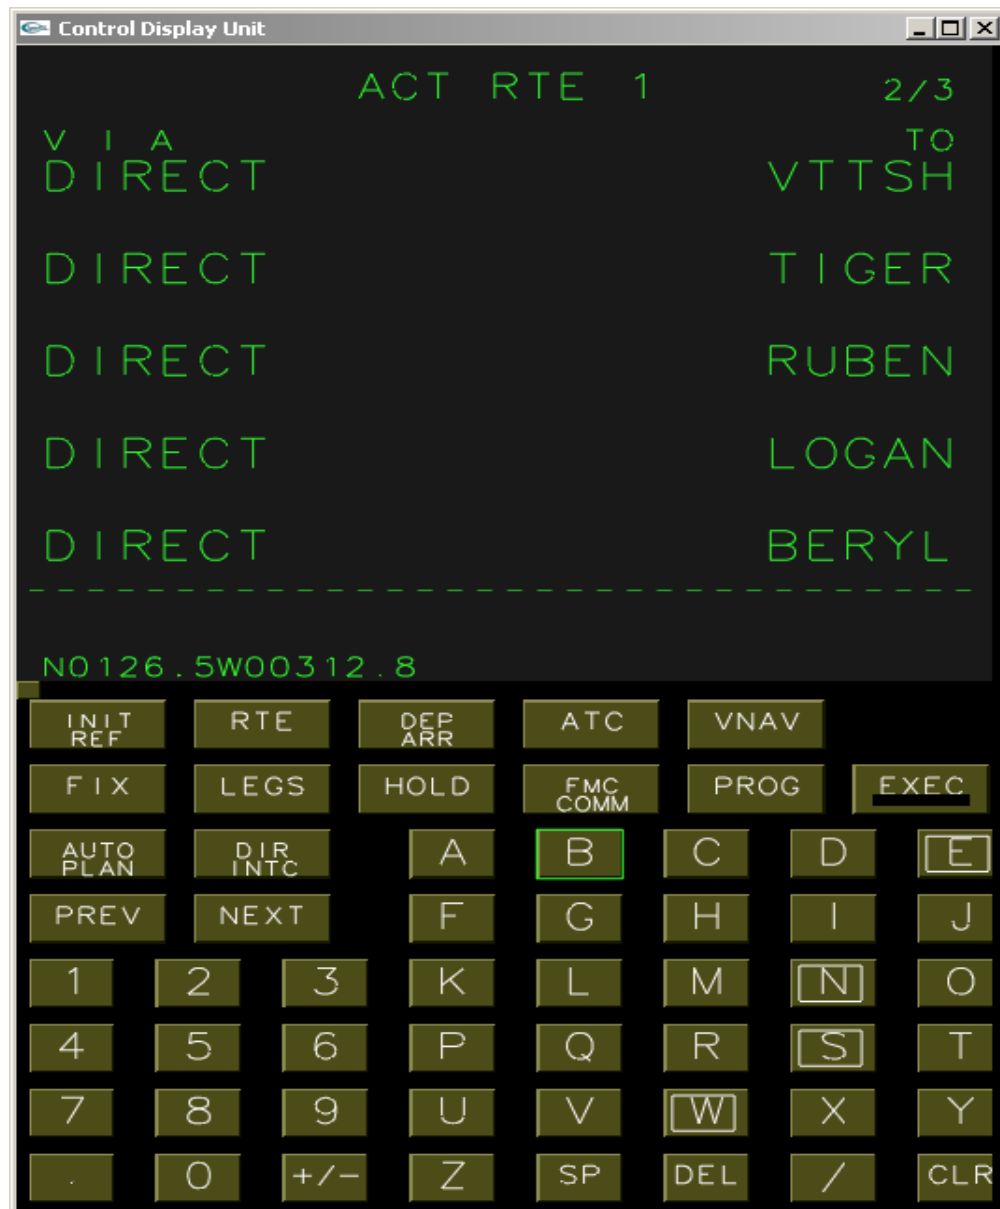 Control Display Unit
ACT RTE 1 2/3
VIA TO
DIRECT VTTSH
DIRECT TIGER
DIRECT RUBEN
DIRECT LOGAN
DIRECT BERYL
------------------------------
N0126.5W00312.8
INIT REF RTE DEP ARR ATC VNAV
FIX LEGS HOLD FMC COMM PROG EXEC
AUTO PLAN DIR INTC A B C D E
PREV NEXT F G H I J
1 2 3 K L M N O
4 5 6 P Q R S T
7 8 9 U V W X Y
. 0 +/- Z SP DEL / CLR